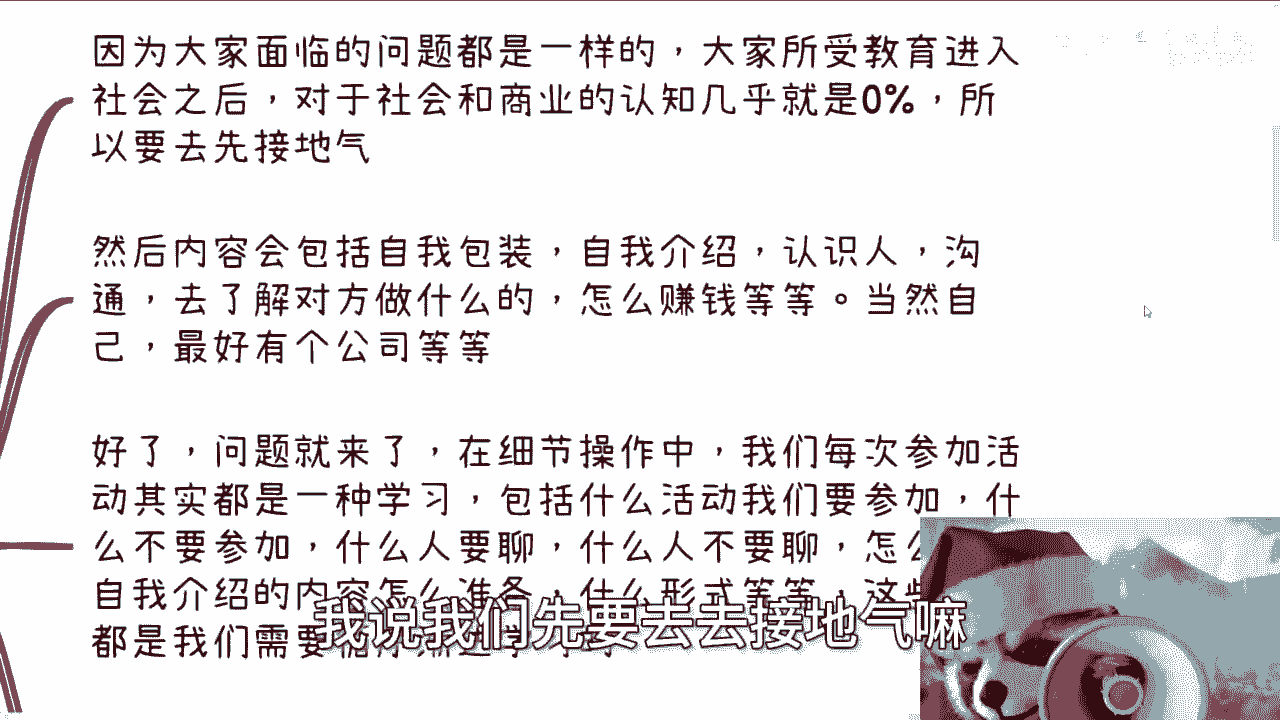 因为大家面临的问题都是一样的，大家所受教育进入
社会之后，对于社会和商业的认知几乎就是0%，所
以要去先接地气
然后内容会包括自我包装，自我介绍，认识人，沟
通，去了解对方做什么的，怎么赚钱等等。当然自
己，最好有个公司等等
好了，问题就来了，在细节操作中，我们每次参加活
动其实都是一种学习，包括什么活动我们要参加，什
么不要参加，什么人要聊，什么人不要聊，怎么
自我介绍的内容怎么准备，什么形式等等，这些
都是我们需要
我说我们先要去去接地气嘛